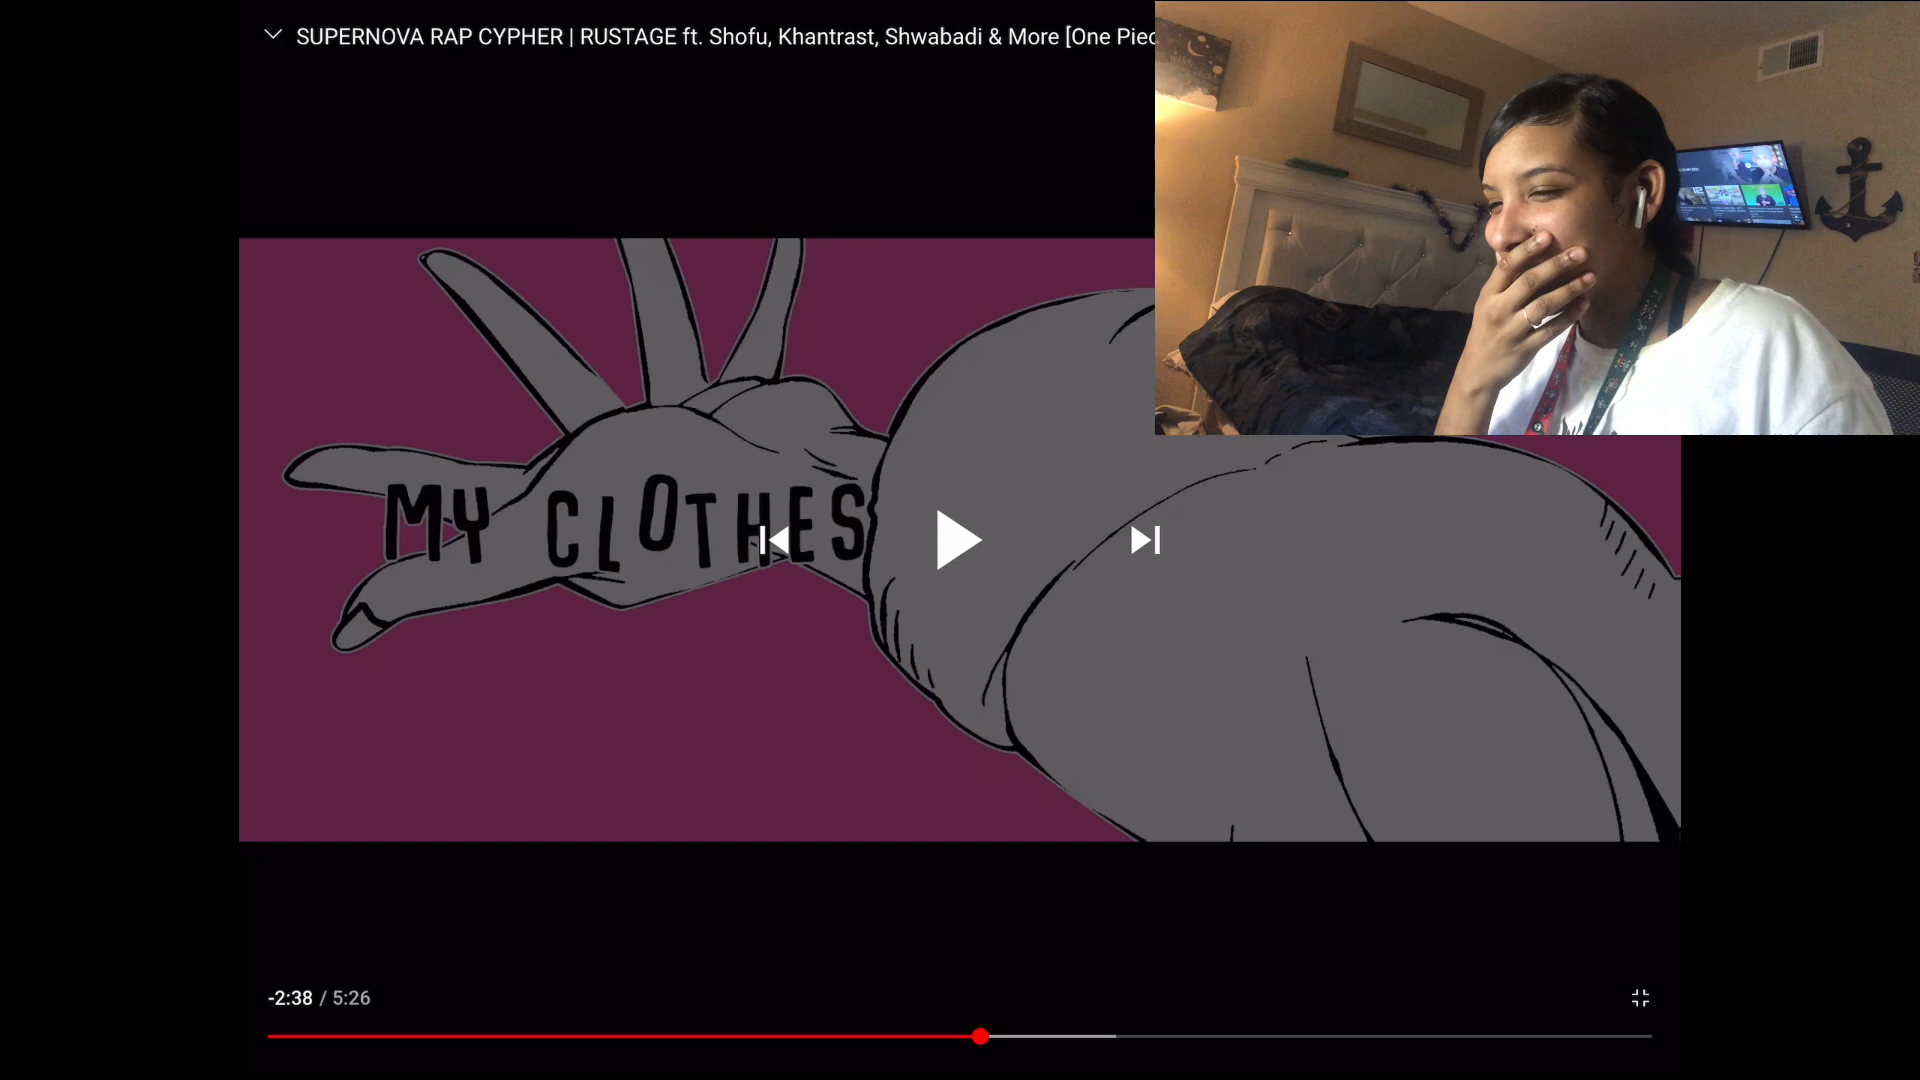 SUPERNOVA RAP CYPHER | RUSTAGE ft. Shofu, Khantrast, Shwabadi & More [One Piec
MY CLOTHES
-2:38 / 5:26